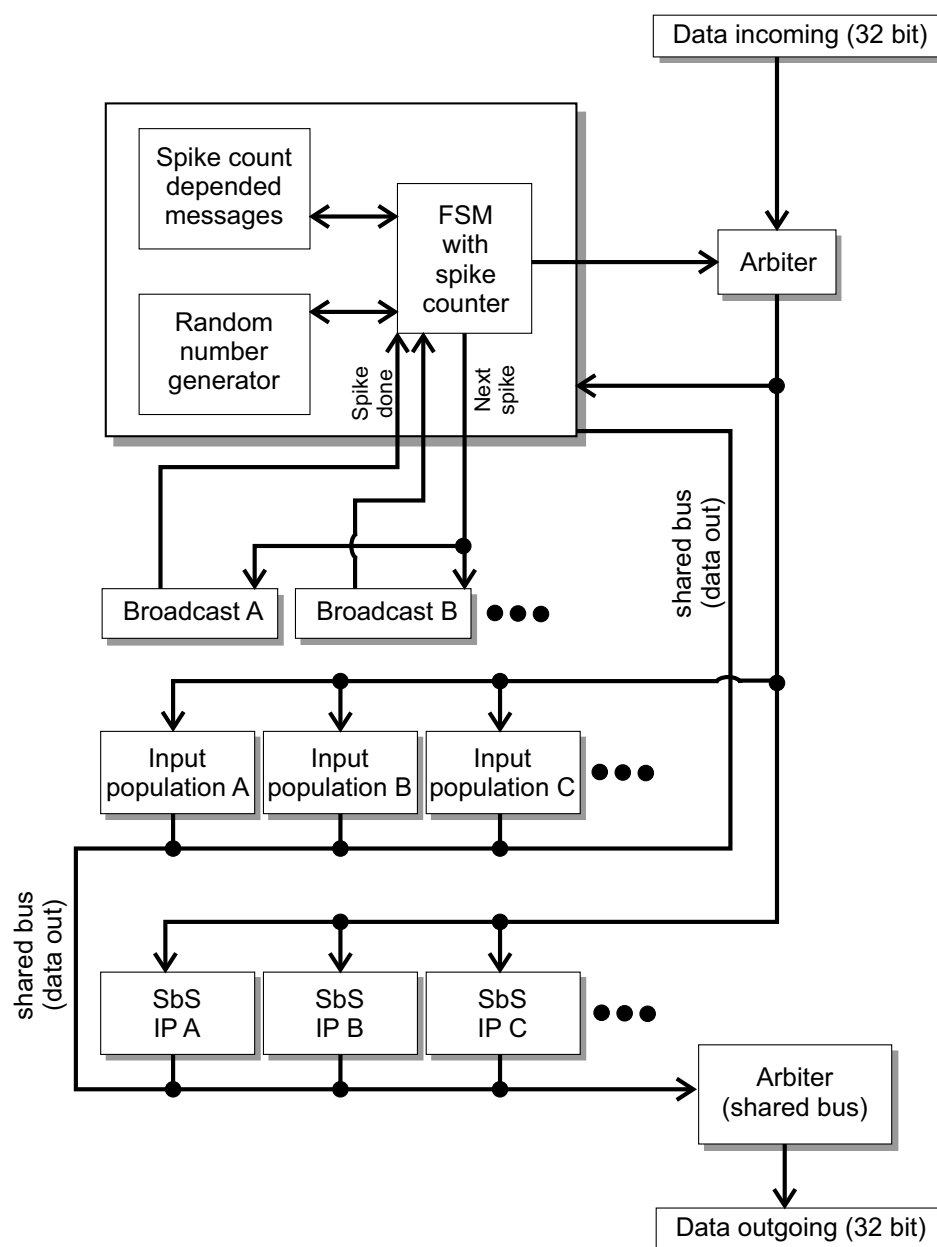 Data incoming (32 bit)
Spike count
depended
messages
FSM
with
spike
counter
Arbiter
Random
number
generator
Spike
done
Next
spike
shared bus
(data out)
Broadcast A
Broadcast B
Input
population A
Input
population B
Input
population C
shared bus
(data out)
SbS
IP A
SbS
IP B
SbS
IP C
Arbiter
(shared bus)
Data outgoing (32 bit)